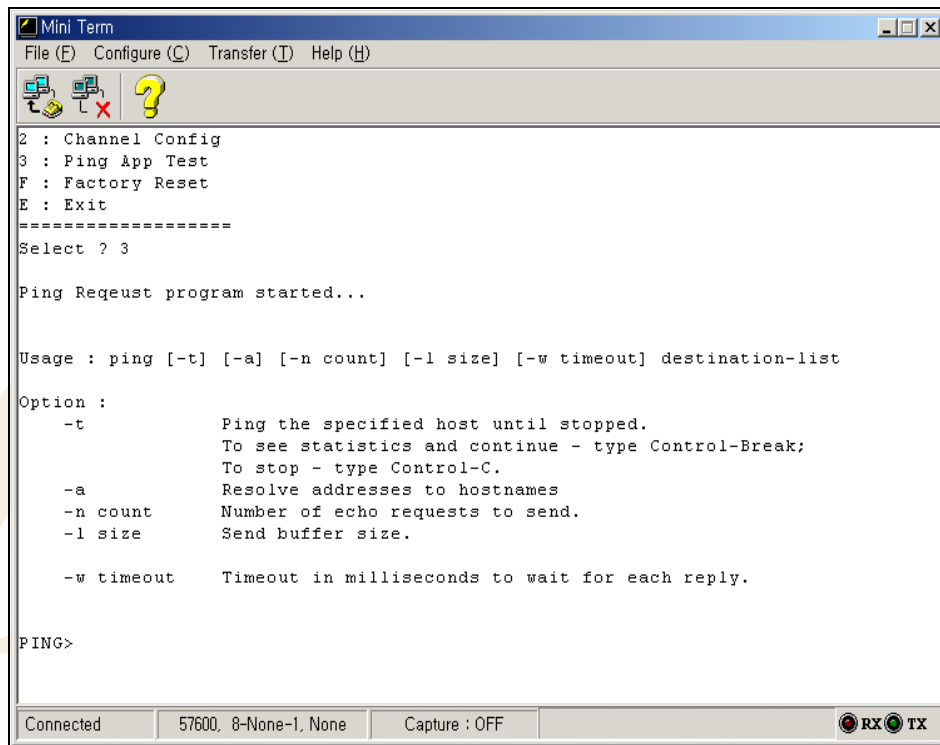 Mini Term
File (F) Configure (C) Transfer (T) Help (H)
2 : Channel Config
3 : Ping App Test
F : Factory Reset
E : Exit
===================
Select ? 3
Ping Reqeust program started...
Usage : ping [-t] [-a] [-n count] [-l size] [-w timeout] destination-list
Option :
-t Ping the specified host until stopped.
To see statistics and continue - type Control-Break;
To stop - type Control-C.
-a Resolve addresses to hostnames
-n count Number of echo requests to send.
-l size Send buffer size.
-w timeout Timeout in milliseconds to wait for each reply.
PING>
Connected 57600, 8-None-1, None Capture : OFF RX TX